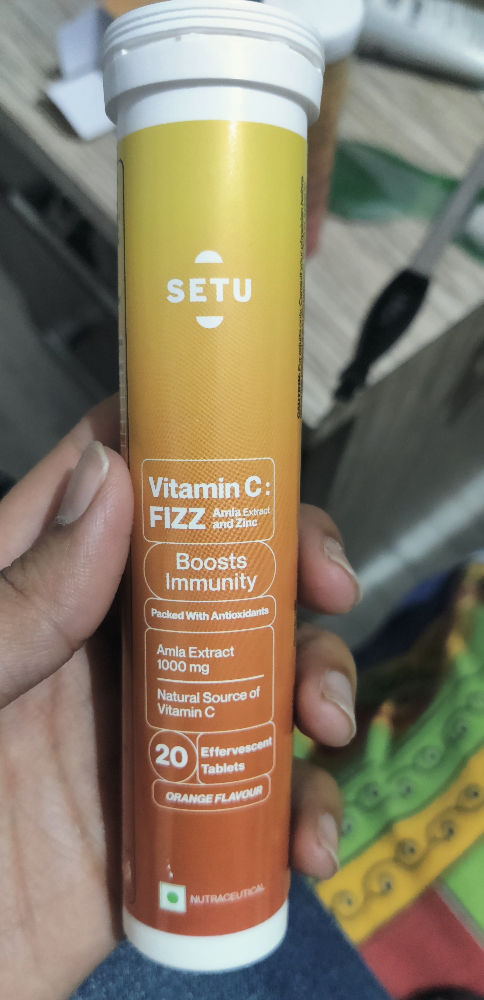 SETU
Vitamin C:
FIZZ Amla Extract
and Zinc
Boosts
Immunity
Packed With Antioxidants
Amla Extract
1000 mg
Natural Source of
Vitamin C
20 Effervescent
Tablets
ORANGE FLAVOUR
NUTRACEUTICAL